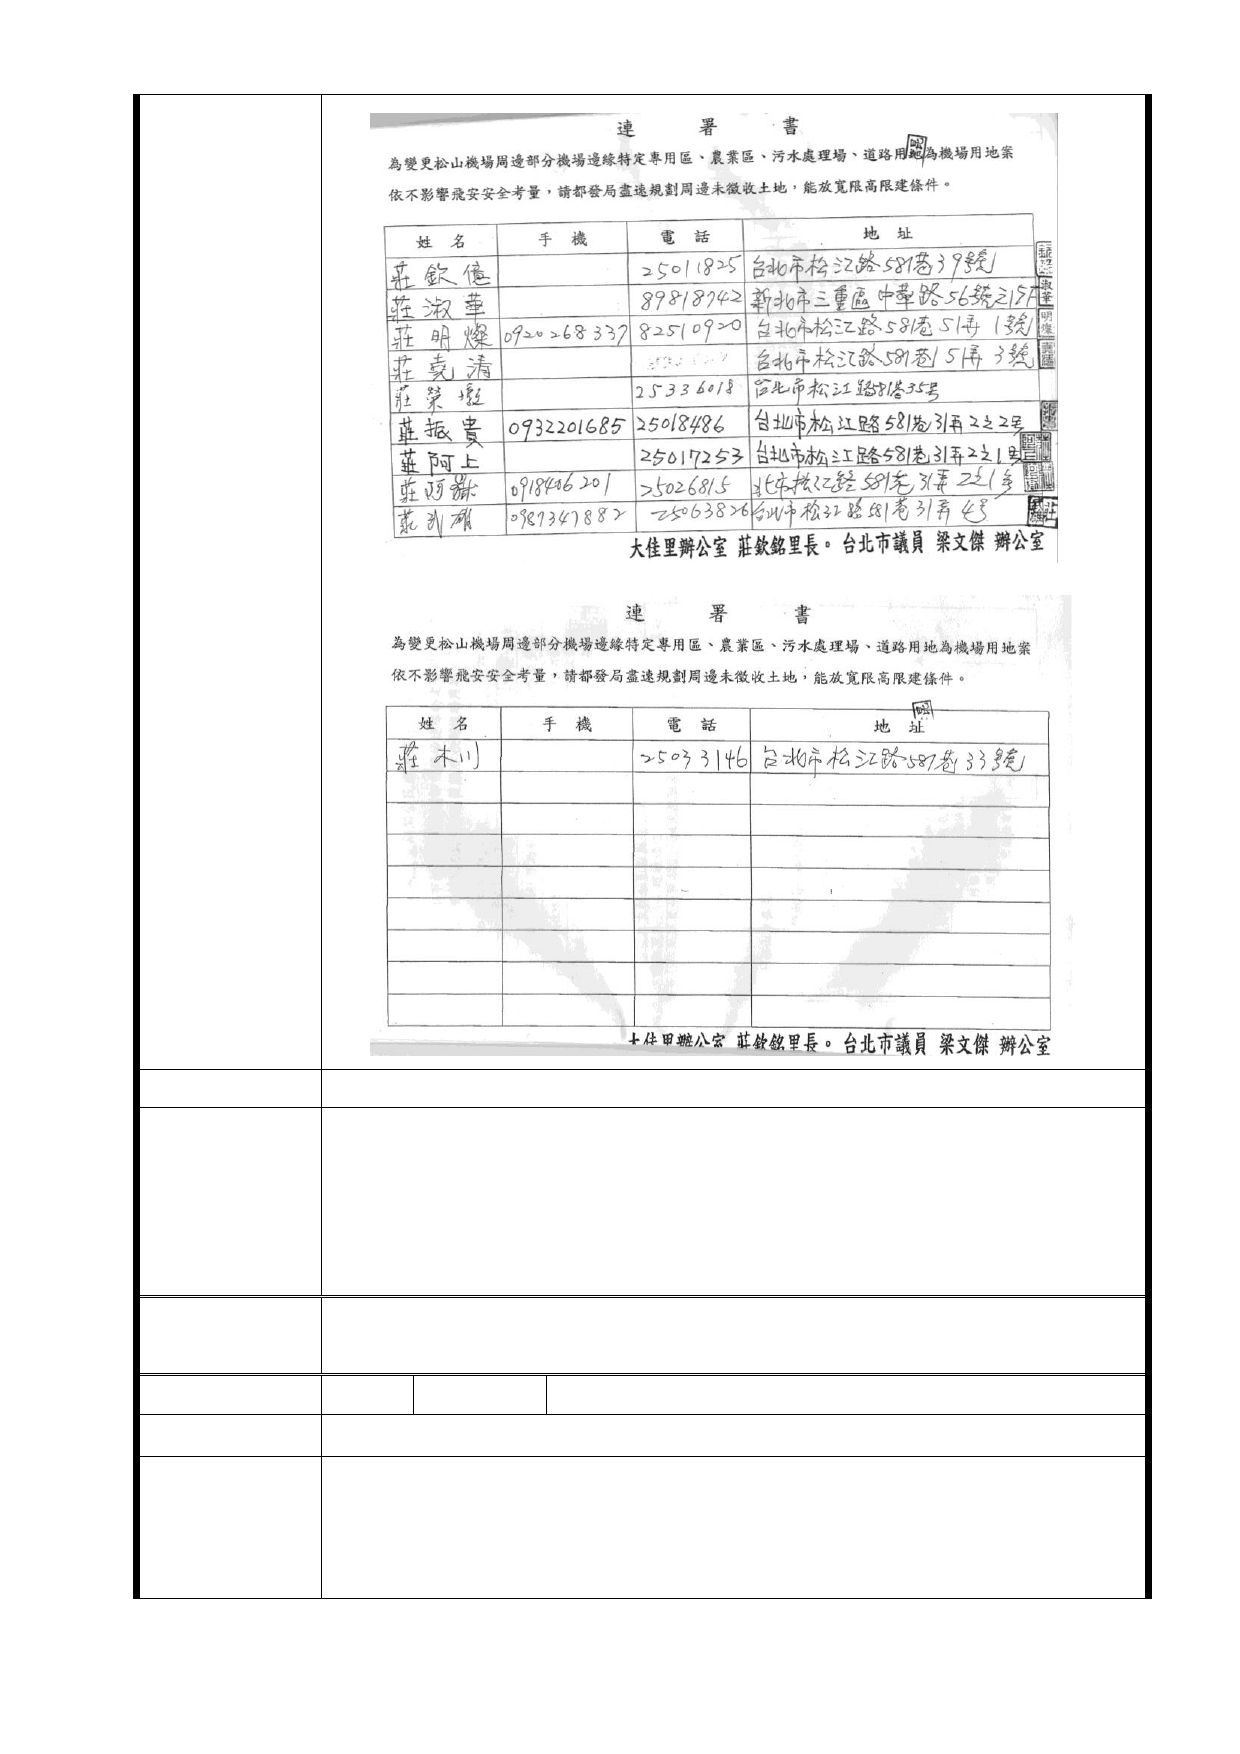 連署書
為變更松山機場周邊部分機場邊緣特定專用區、農業區、污水處理場、道路用地為機場用地案
依不影響飛安安全考量，請都發局盡速規劃周邊未徵收土地，能放寬限高限建條件。
姓名 手機 電話 地址
莊欽億 25011825 台北市松江路581巷39號
莊淑華 89818742 新北市三重區中華路56號之15F
莊明燦 0920268337 82510920 台北市松江路581巷51弄1號
莊堯清 台北市松江路581巷51弄3號
莊榮 25336018 台北市松江路581巷35号
莊振貴 0932201685 25018486 台北市松江路581巷31弄2之2号
莊阿上 25017253 台北市松江路581巷31弄2之1号
莊阿 0918406201 25026815 北市松江路581巷31弄2之1号
莊武雄 0987347882 25063826 台北市松江路581巷31弄4号
大佳里辦公室 莊欽銘里長。台北市議員 梁文傑 辦公室
連署書
為變更松山機場周邊部分機場邊緣特定專用區、農業區、污水處理場、道路用地為機場用地案
依不影響飛安安全考量，請都發局盡速規劃周邊未徵收土地，能放寬限高限建條件。
姓名 手機 電話 地址
莊木川 25033146 台北市松江路581巷33號
大佳里辦公室 莊欽銘里長。台北市議員 梁文傑 辦公室